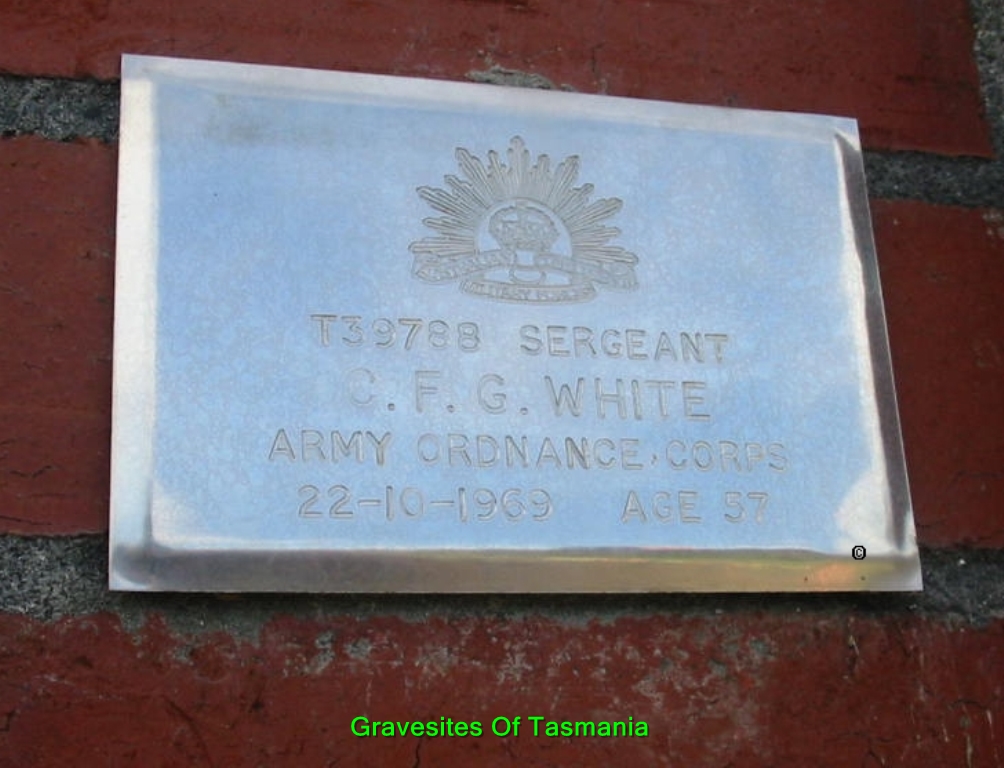 T39788 SERGEANT
C. F. G. WHITE
ARMY ORDNANCE CORPS
22-10-1969 AGE 57
©
Gravesites Of Tasmania